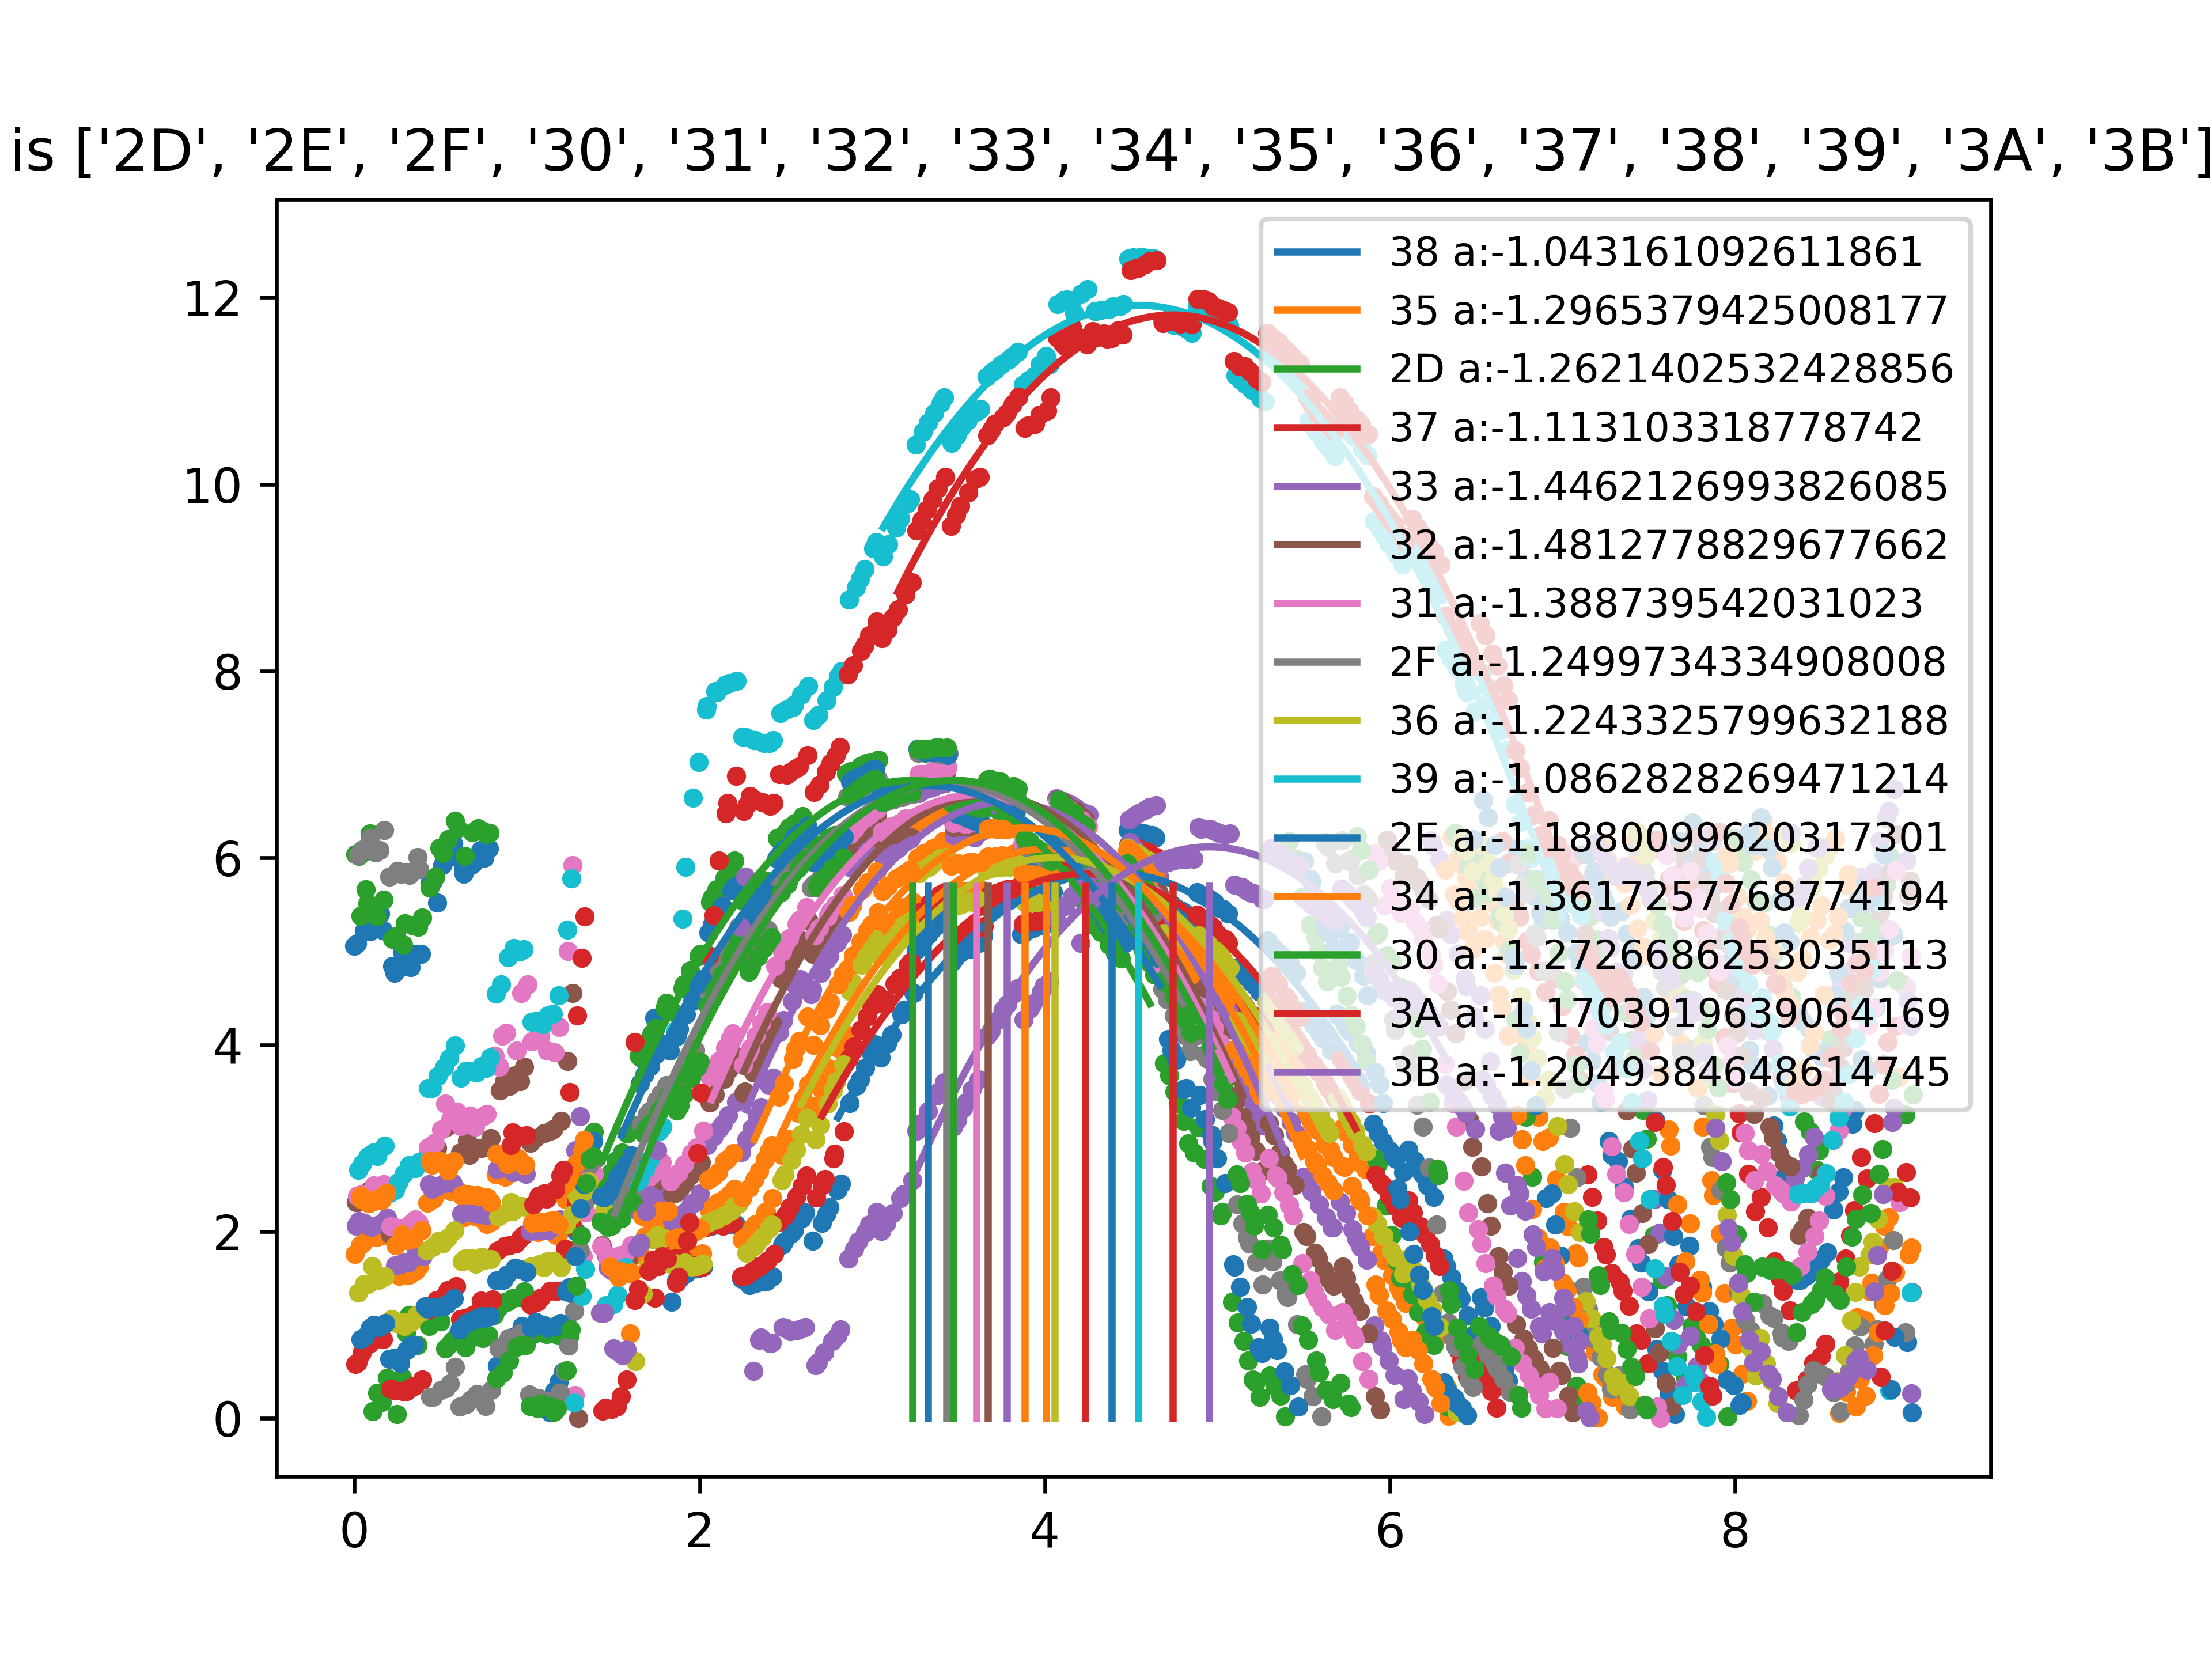 is ['2D', '2E', '2F', '30', '31', '32', '33', '34', '35', '36', '37', '38', '39', '3A', '3B']
38 a:-1.043161092611861
35 a:-1.2965379425008177
2D a:-1.2621402532428856
37 a:-1.113103318778742
33 a:-1.4462126993826085
32 a:-1.4812778829677662
31 a:-1.388739542031023
2F a:-1.2499734334908008
36 a:-1.2243325799632188
39 a:-1.0862828269471214
2E a:-1.1880099620317301
34 a:-1.3617257768774194
30 a:-1.2726686253035113
3A a:-1.1703919639064169
3B a:-1.2049384648614745
12
10
8
6
4
2
0
0 2 4 6 8